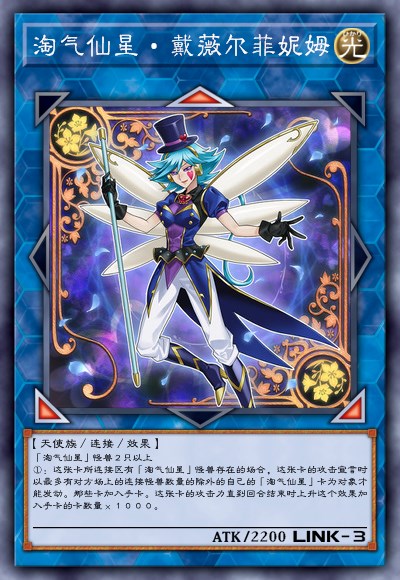 淘气仙星・戴薇尔菲妮姆
光
【天使族／连接／效果】
「淘气仙星」怪兽2只以上
①：这张卡所连接区有「淘气仙星」怪兽存在的场合，这张卡的攻击宣言时
以最多有对方场上的连接怪兽数量的除外的自己的「淘气仙星」卡为对象才
能发动。那些卡加入手卡。这张卡的攻击力直到回合结束时上升这个效果加
入手卡的卡数量×1000。
ATK/2200 LINK-3